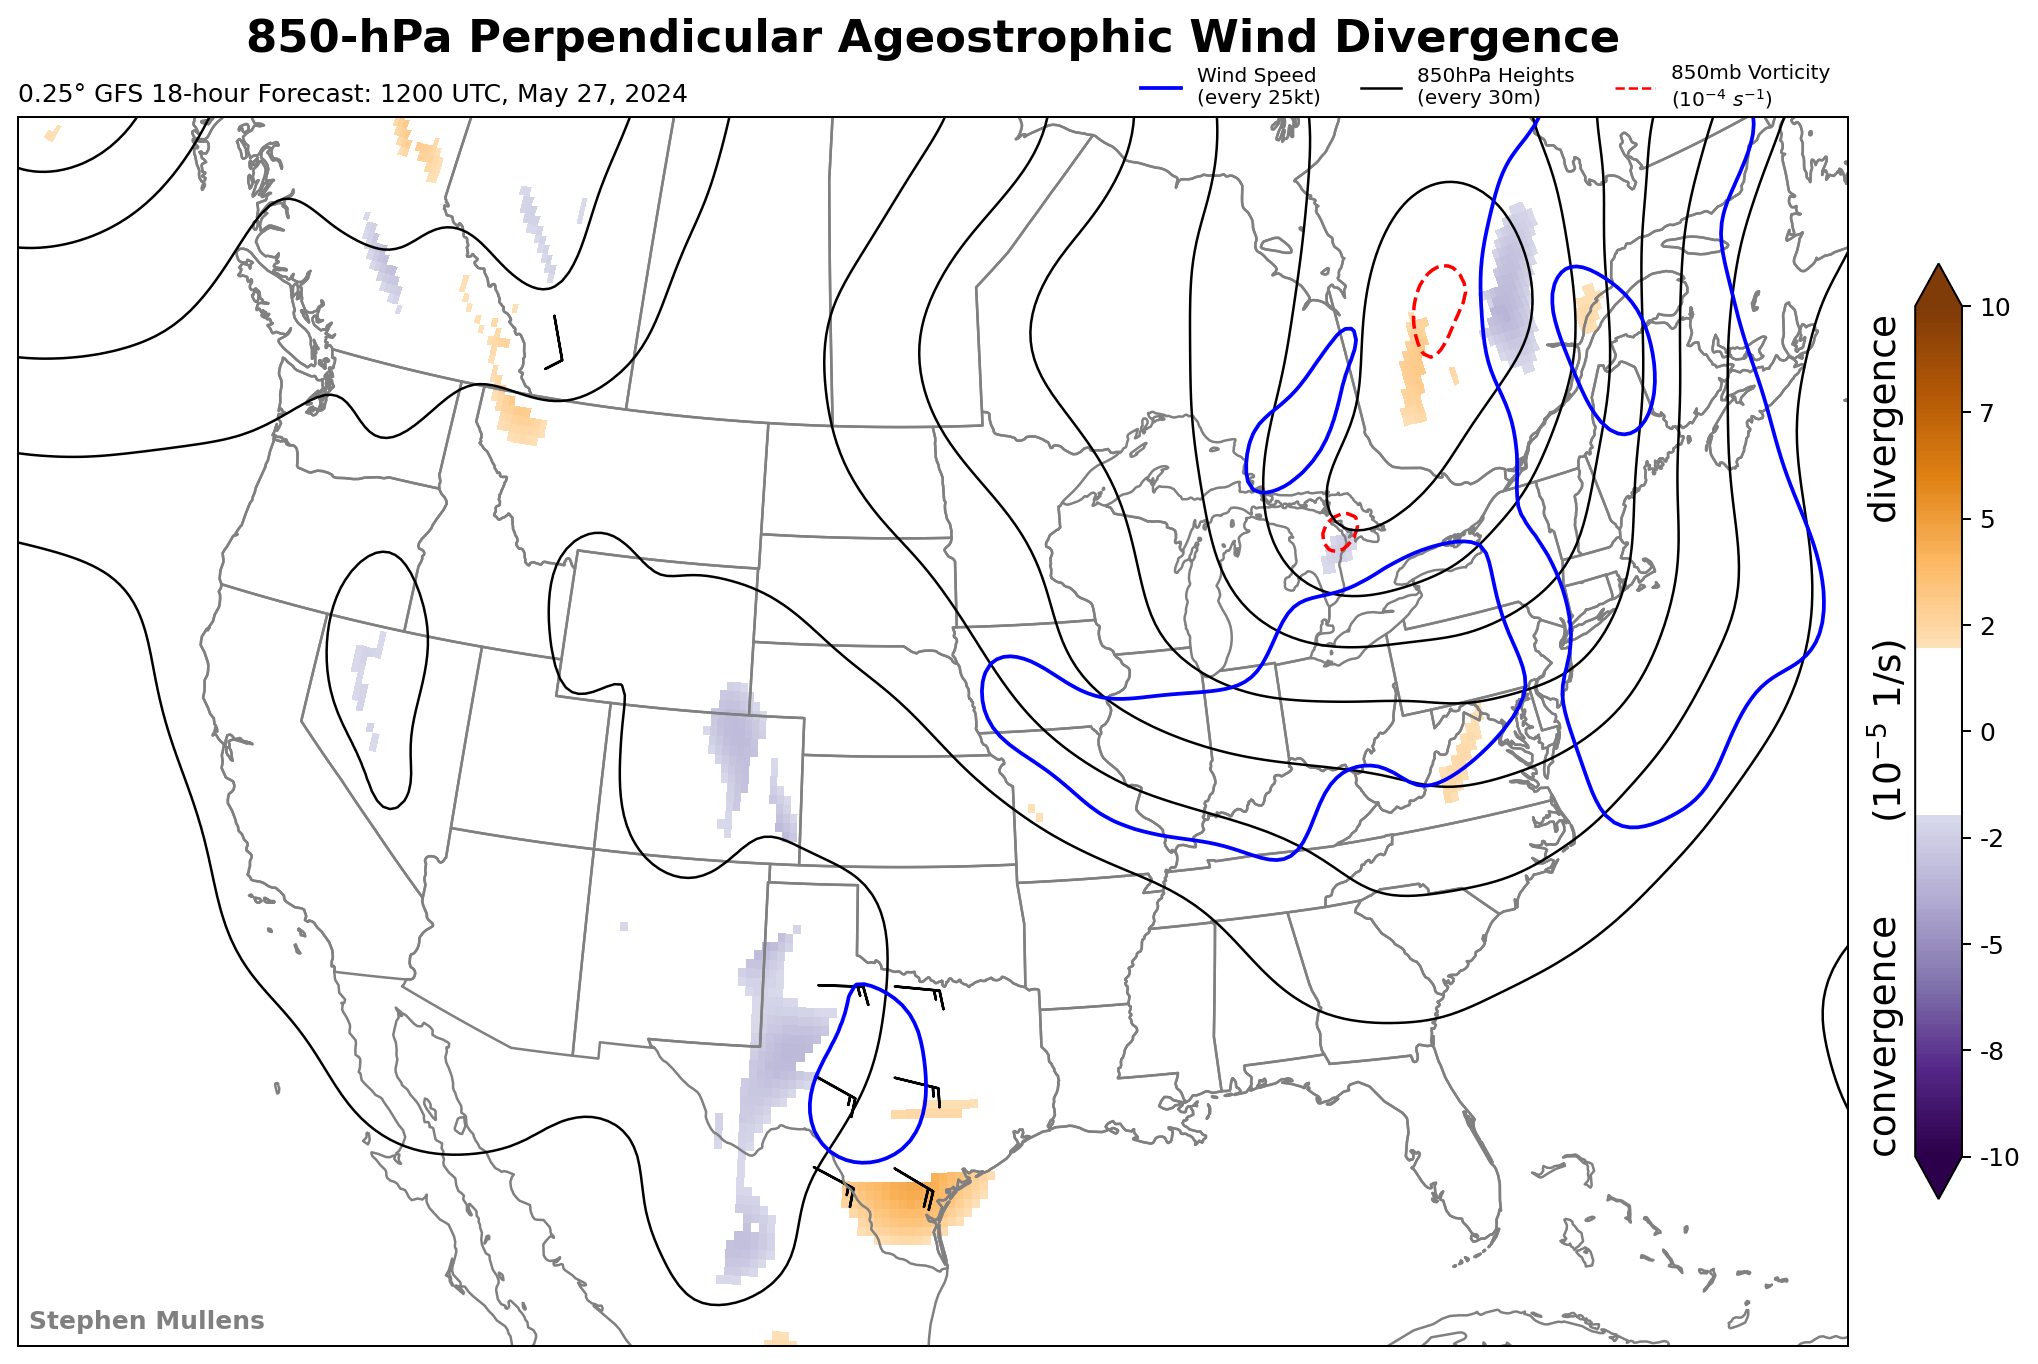 850-hPa Perpendicular Ageostrophic Wind Divergence
0.25° GFS 18-hour Forecast: 1200 UTC, May 27, 2024
Wind Speed
(every 25kt)
850hPa Heights
(every 30m)
850mb Vorticity
(10⁻⁴ s⁻¹)
10
7
5
2
0
-2
-5
-8
-10
convergence (10⁻⁵ 1/s) divergence
Stephen Mullens